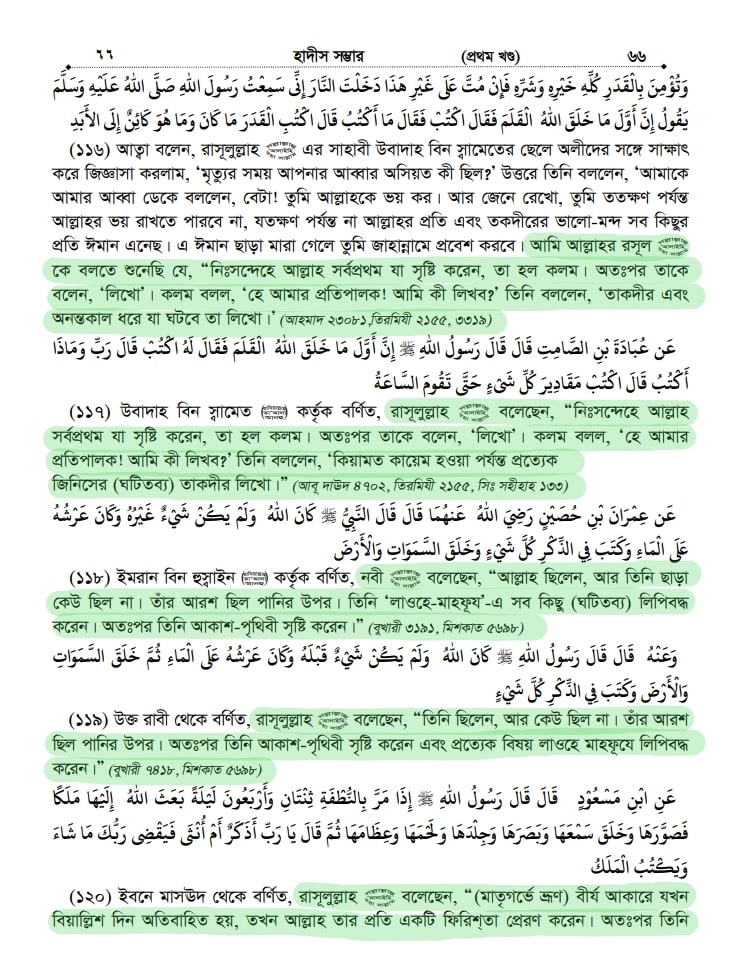 ৬৬ হাদীস সম্ভার (প্রথম খণ্ড) ৬৬
وَتُؤْمِنَ بِالْقَدَرِ كُلِّهِ خَيْرِهِ وَشَرِّهِ فَإِنْ مُتَّ عَلَى غَيْرِ هَذَا دَخَلْتَ النَّارَ إِنِّي سَمِعْتُ رَسُولَ اللهِ صَلَّى اللهُ عَلَيْهِ وَسَلَّمَ
يَقُولُ إِنَّ أَوَّلَ مَا خَلَقَ اللهُ الْقَلَمَ فَقَالَ اكْتُبْ فَقَالَ مَا أَكْتُبُ قَالَ اكْتُبِ الْقَدَرَ مَا كَانَ وَمَا هُوَ كَائِنٌ إِلَى الأَبَدِ
(১১৬) আত্বা বলেন, রাসূলুল্লাহ ﷺ এর সাহাবী উবাদাহ বিন স্বামেতের ছেলে অলীদের সঙ্গে সাক্ষাৎ
করে জিজ্ঞাসা করলাম, ‘মৃত্যুর সময় আপনার আব্বার অসিয়ত কী ছিল?’ উত্তরে তিনি বললেন, ‘আমাকে
আমার আব্বা ডেকে বললেন, বেটা! তুমি আল্লাহকে ভয় কর। আর জেনে রেখো, তুমি ততক্ষণ পর্যন্ত
আল্লাহর ভয় রাখতে পারবে না, যতক্ষণ পর্যন্ত না আল্লাহর প্রতি এবং তকদীরের ভালো-মন্দ সব কিছুর
প্রতি ঈমান এনেছ। এ ঈমান ছাড়া মারা গেলে তুমি জাহান্নামে প্রবেশ করবে। আমি আল্লাহর রসূল ﷺ
কে বলতে শুনেছি যে, “নিঃসন্দেহে আল্লাহ সর্বপ্রথম যা সৃষ্টি করেন, তা হল কলম। অতঃপর তাকে
বলেন, ‘লিখো’। কলম বলল, ‘হে আমার প্রতিপালক! আমি কী লিখব?’ তিনি বললেন, ‘তাকদীর এবং
অনন্তকাল ধরে যা ঘটবে তা লিখো।’ (আহমাদ ২৩০৮১,তিরমিযী ২১৫৫, ৩৩১৯)
عَن عُبَادَةَ بْنِ الصَّامِتِ قَالَ قَالَ رَسُولُ اللهِ ﷺ إِنَّ أَوَّلَ مَا خَلَقَ اللهُ الْقَلَمَ فَقَالَ لَهُ اكْتُبْ قَالَ رَبِّ وَمَاذَا
أَكْتُبُ قَالَ اكْتُبْ مَقَادِيرَ كُلِّ شَيْءٍ حَتَّى تَقُومَ السَّاعَةُ
(১১৭) উবাদাহ বিন স্বামেত কর্তৃক বর্ণিত, রাসূলুল্লাহ ﷺ বলেছেন, “নিঃসন্দেহে আল্লাহ
সর্বপ্রথম যা সৃষ্টি করেন, তা হল কলম। অতঃপর তাকে বলেন, ‘লিখো’। কলম বলল, ‘হে আমার
প্রতিপালক! আমি কী লিখব?’ তিনি বললেন, ‘কিয়ামত কায়েম হওয়া পর্যন্ত প্রত্যেক
জিনিসের (ঘটিতব্য) তাকদীর লিখো।” (আবূ দাঊদ ৪৭০২, তিরমিযী ২১৫৫, সিঃ সহীহাহ ১৩৩)
عَن عِمْرَانَ بْنِ حُصَيْنٍ رَضِيَ اللهُ عَنهُمَا قَالَ قَالَ النَّبِيُّ ﷺ كَانَ اللهُ وَلَمْ يَكُنْ شَيْءٌ غَيْرُهُ وَكَانَ عَرْشُهُ
عَلَى الْمَاءِ وَكَتَبَ فِي الذِّكْرِ كُلَّ شَيْءٍ وَخَلَقَ السَّمَوَاتِ وَالْأَرْضَ
(১১৮) ইমরান বিন হুস্বাইন কর্তৃক বর্ণিত, নবী ﷺ বলেছেন, “আল্লাহ ছিলেন, আর তিনি ছাড়া
কেউ ছিল না। তাঁর আরশ ছিল পানির উপর। তিনি ‘লাওহে-মাহফূয’-এ সব কিছু (ঘটিতব্য) লিপিবদ্ধ
করেন। অতঃপর তিনি আকাশ-পৃথিবী সৃষ্টি করেন।” (বুখারী ৩১৯১, মিশকাত ৫৬৯৮)
وَعَنْهُ قَالَ قَالَ رَسُولُ اللهِ ﷺ كَانَ اللهُ وَلَمْ يَكُنْ شَيْءٌ قَبْلَهُ وَكَانَ عَرْشُهُ عَلَى الْمَاءِ ثُمَّ خَلَقَ السَّمَوَاتِ
وَالْأَرْضَ وَكَتَبَ فِي الذِّكْرِ كُلَّ شَيْءٍ
(১১৯) উক্ত রাবী থেকে বর্ণিত, রাসূলুল্লাহ ﷺ বলেছেন, “তিনি ছিলেন, আর কেউ ছিল না। তাঁর আরশ
ছিল পানির উপর। অতঃপর তিনি আকাশ-পৃথিবী সৃষ্টি করেন এবং প্রত্যেক বিষয় লাওহে মাহফূযে লিপিবদ্ধ
করেন।” (বুখারী ৭৪১৮, মিশকাত ৫৬৯৮)
عَنِ ابْنِ مَسْعُوْدٍ قَالَ قَالَ رَسُولُ اللهِ ﷺ إِذَا مَرَّ بِالنُّطْفَةِ ثِنْتَانِ وَأَرْبَعُونَ لَيْلَةً بَعَثَ اللهُ إِلَيْهَا مَلَكًا
فَصَوَّرَهَا وَخَلَقَ سَمْعَهَا وَبَصَرَهَا وَجِلْدَهَا وَلَحْمَهَا وَعِظَامَهَا ثُمَّ قَالَ يَا رَبِّ أَذَكَرٌ أَمْ أُنْثَى فَيَقْضِى رَبُّكَ مَا شَاءَ
وَيَكْتُبُ الْمَلَكُ
(১২০) ইবনে মাসঊদ থেকে বর্ণিত, রাসূলুল্লাহ ﷺ বলেছেন, “(মাতৃগর্ভে ভ্রূণ) বীর্য আকারে যখন
বিয়াল্লিশ দিন অতিবাহিত হয়, তখন আল্লাহ তার প্রতি একটি ফিরিশ্তা প্রেরণ করেন। অতঃপর তিনি